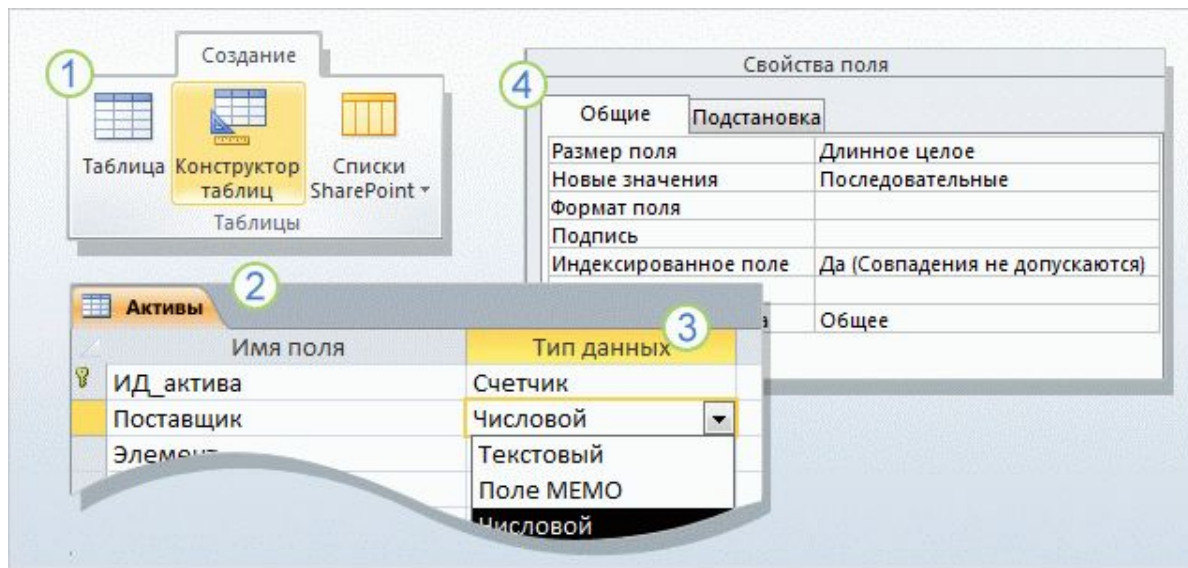 1
Создание
Таблица
Конструктор
таблиц
Списки
SharePoint
Таблицы
2
Активы
3
Имя поля Тип данных
ИД_актива Счетчик
Поставщик Числовой
Элемент
Текстовый
Поле МЕМО
Числовой
4
Свойства поля
Общие Подстановка
Размер поля Длинное целое
Новые значения Последовательные
Формат поля
Подпись
Индексированное поле Да (Совпадения не допускаются)
Общее